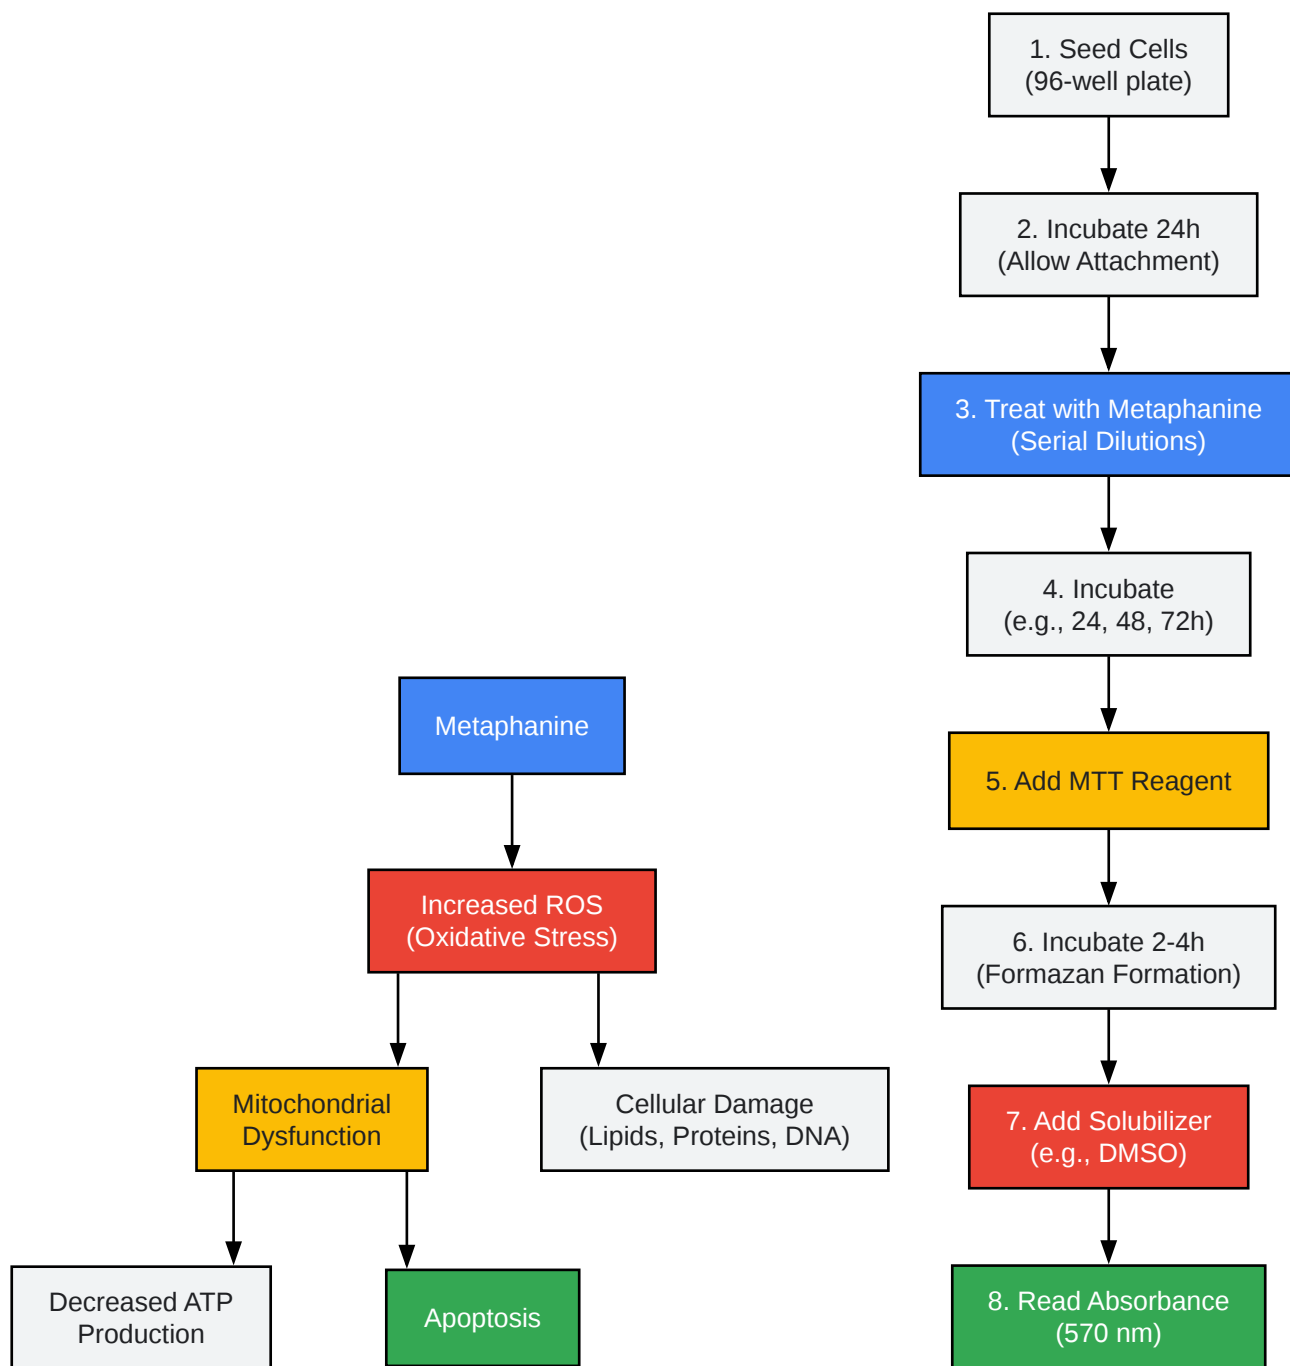 1. Seed Cells
(96-well plate)
2. Incubate 24h
(Allow Attachment)
3. Treat with Metaphanine
(Serial Dilutions)
4. Incubate
(e.g., 24, 48, 72h)
5. Add MTT Reagent
6. Incubate 2-4h
(Formazan Formation)
7. Add Solubilizer
(e.g., DMSO)
8. Read Absorbance
(570 nm)
Metaphanine
Increased ROS
(Oxidative Stress)
Mitochondrial
Dysfunction
Cellular Damage
(Lipids, Proteins, DNA)
Decreased ATP
Production
Apoptosis